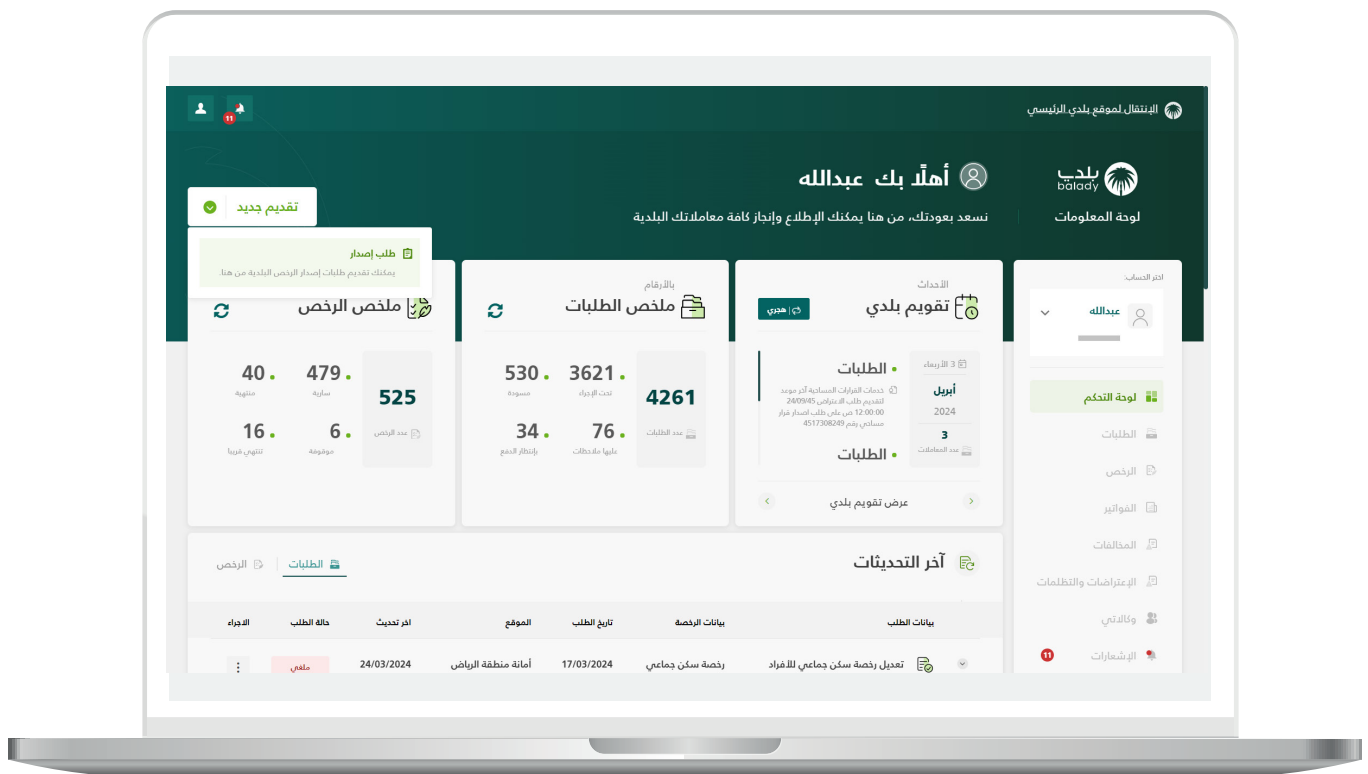 الإنتقال لموقع بلدي الرئيسي
11
بلدي
balady
لوحة المعلومات
أهلًا بك عبدالله
نسعد بعودتك، من هنا يمكنك الإطلاع وإنجاز كافة معاملاتك البلدية
تقديم جديد
طلب إصدار
يمكنك تقديم طلبات إصدار الرخص البلدية من هنا.
اختر الحساب:
عبدالله
لوحة التحكم
الطلبات
الرخص
الفواتير
المخالفات
الإعتراضات والتظلمات
وكالاتي
الإشعارات
11
الأحداث
تقويم بلدي
هجري
3 الأربعاء
أبريل
2024
3
عدد المعاملات
الطلبات
خدمات القرارات المساحية آخر موعد
لتقديم طلب الاعتراض 24/09/45
12:00:00 ص على طلب اصدار قرار
مساحي رقم 4517308249
الطلبات
عرض تقويم بلدي
بالأرقام
ملخص الطلبات
4261
عدد الطلبات
3621
تحت الإجراء
530
مسودة
76
عليها ملاحظات
34
بإنتظار الدفع
ملخص الرخص
525
عدد الرخص
479
سارية
40
منتهية
6
موقوفة
16
تنتهي قريبا
آخر التحديثات
الطلبات
الرخص
بيانات الطلب بيانات الرخصة تاريخ الطلب الموقع اخر تحديث حالة الطلب الاجراء
تعديل رخصة سكن جماعي للأفراد رخصة سكن جماعي 17/03/2024 أمانة منطقة الرياض 24/03/2024 ملغي